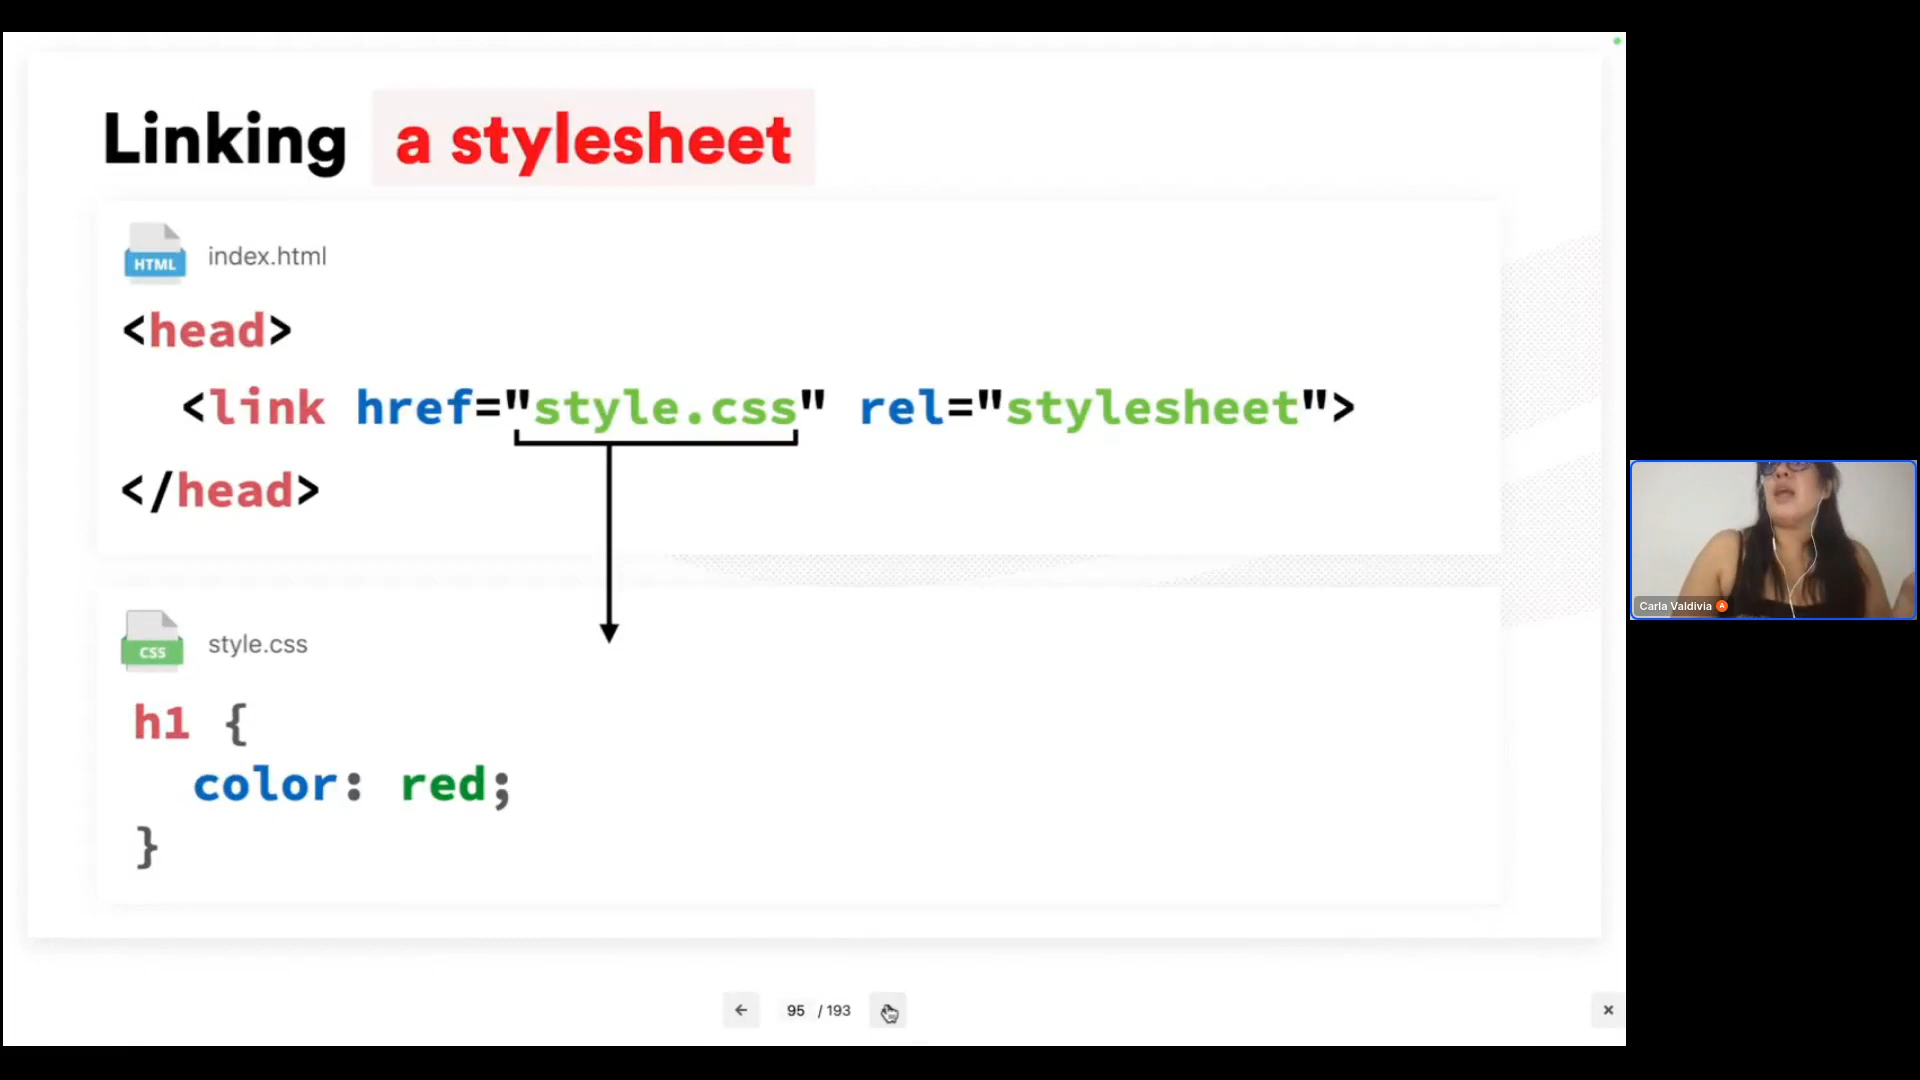 Linking a stylesheet
HTML
index.html
<head>
<link href="style.css" rel="stylesheet">
</head>
CSS
style.css
h1 {
color: red;
}
Carla Valdivia
95 / 193